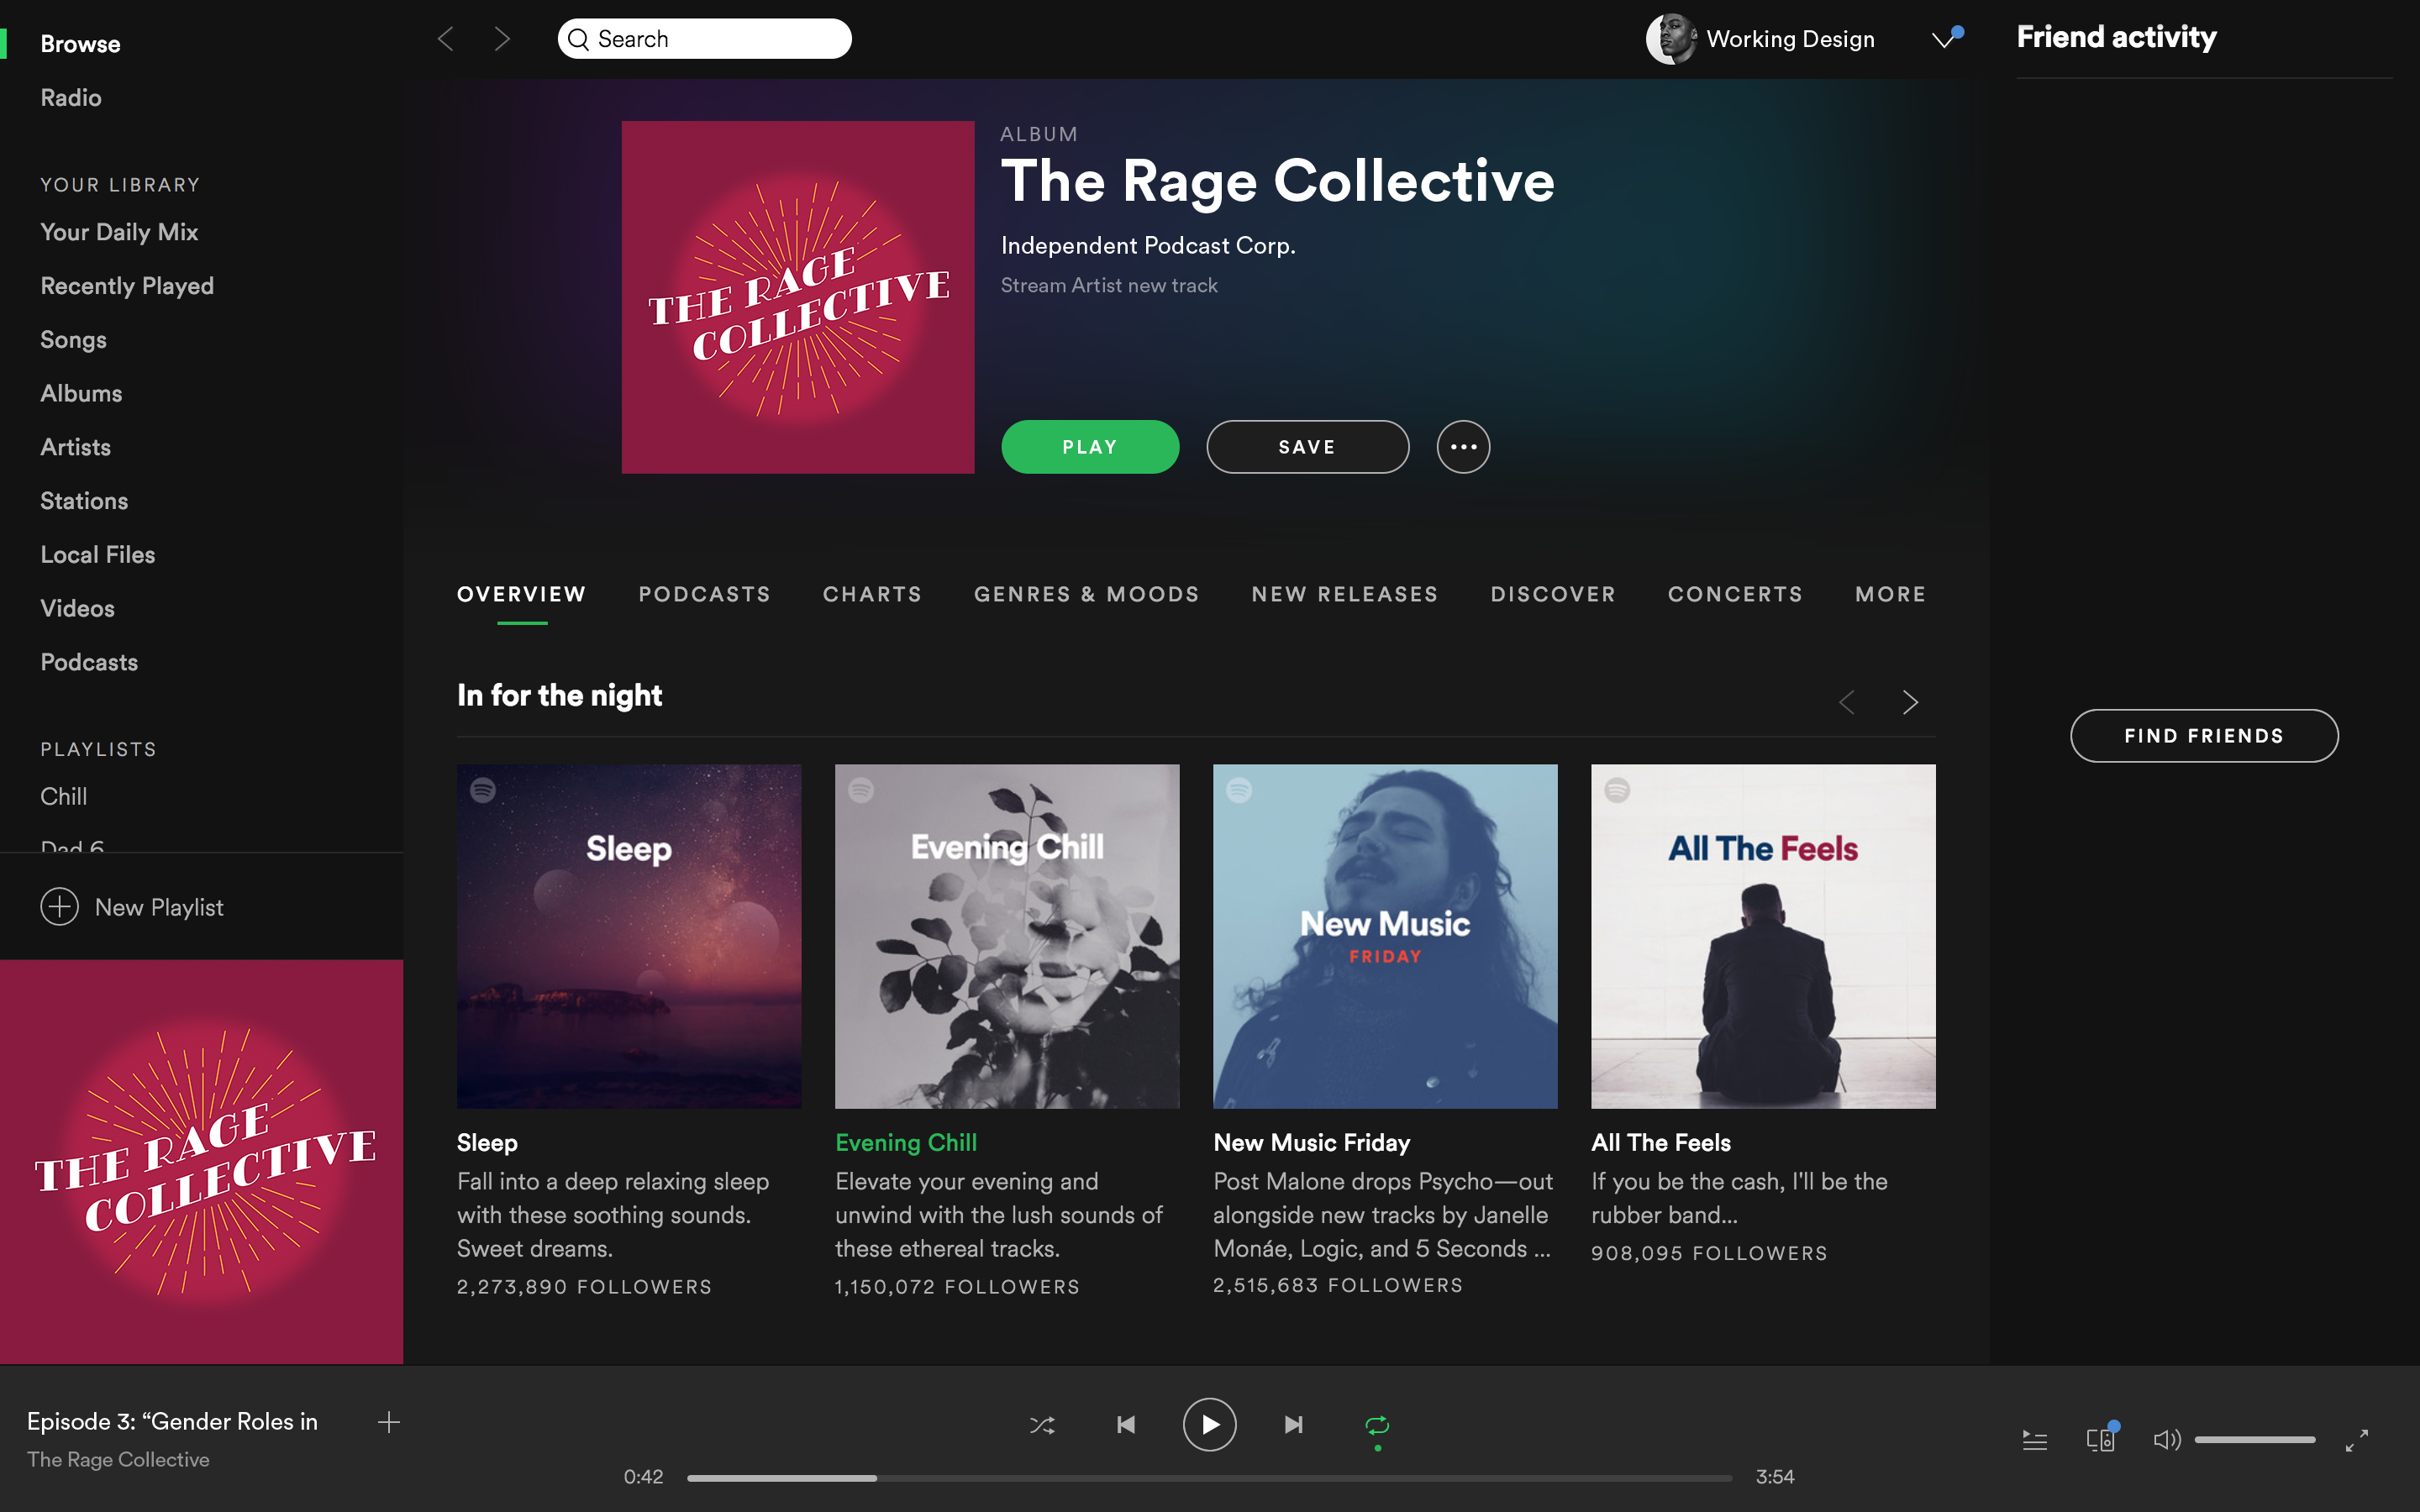 Browse
Radio
YOUR LIBRARY
Your Daily Mix
Recently Played
Songs
Albums
Artists
Stations
Local Files
Videos
Podcasts
PLAYLISTS
Chill
Dad 6
New Playlist
THE RAGE
COLLECTIVE
Search
Working Design
ALBUM
The Rage Collective
Independent Podcast Corp.
Stream Artist new track
THE RAGE
COLLECTIVE
PLAY
SAVE
OVERVIEW
PODCASTS
CHARTS
GENRES & MOODS
NEW RELEASES
DISCOVER
CONCERTS
MORE
In for the night
Sleep
Sleep
Fall into a deep relaxing sleep
with these soothing sounds.
Sweet dreams.
2,273,890 FOLLOWERS
Evening Chill
Evening Chill
Elevate your evening and
unwind with the lush sounds of
these ethereal tracks.
1,150,072 FOLLOWERS
New Music
FRIDAY
New Music Friday
Post Malone drops Psycho—out
alongside new tracks by Janelle
Monáe, Logic, and 5 Seconds ...
2,515,683 FOLLOWERS
All The Feels
All The Feels
If you be the cash, I'll be the
rubber band...
908,095 FOLLOWERS
Friend activity
FIND FRIENDS
Episode 3: “Gender Roles in
The Rage Collective
0:42
3:54